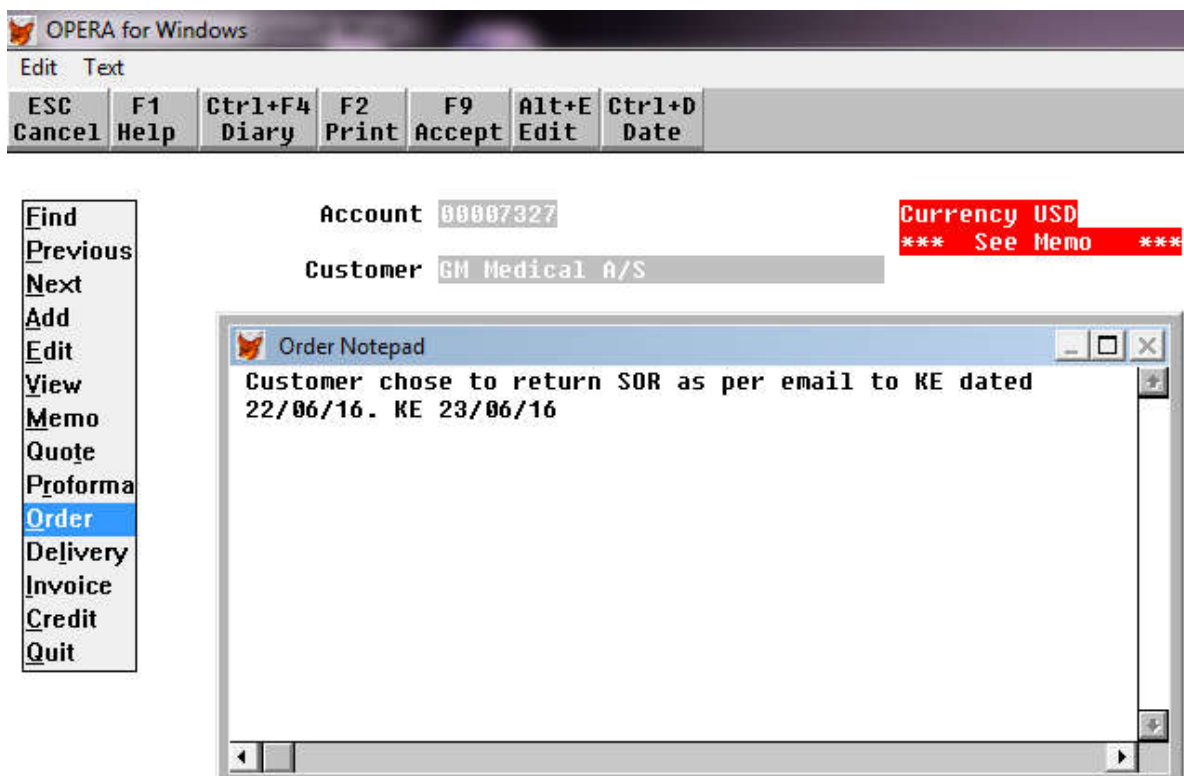 OPERA for Windows
Edit Text
ESC F1 Ctrl+F4 F2 F9 Alt+E Ctrl+D
Cancel Help Diary Print Accept Edit Date
Find
Previous
Next
Add
Edit
View
Memo
Quote
Proforma
Order
Delivery
Invoice
Credit
Quit
Account 00007327
Customer GM Medical A/S
Currency USD
*** See Memo ***
Order Notepad
Customer chose to return SOR as per email to KE dated
22/06/16. KE 23/06/16